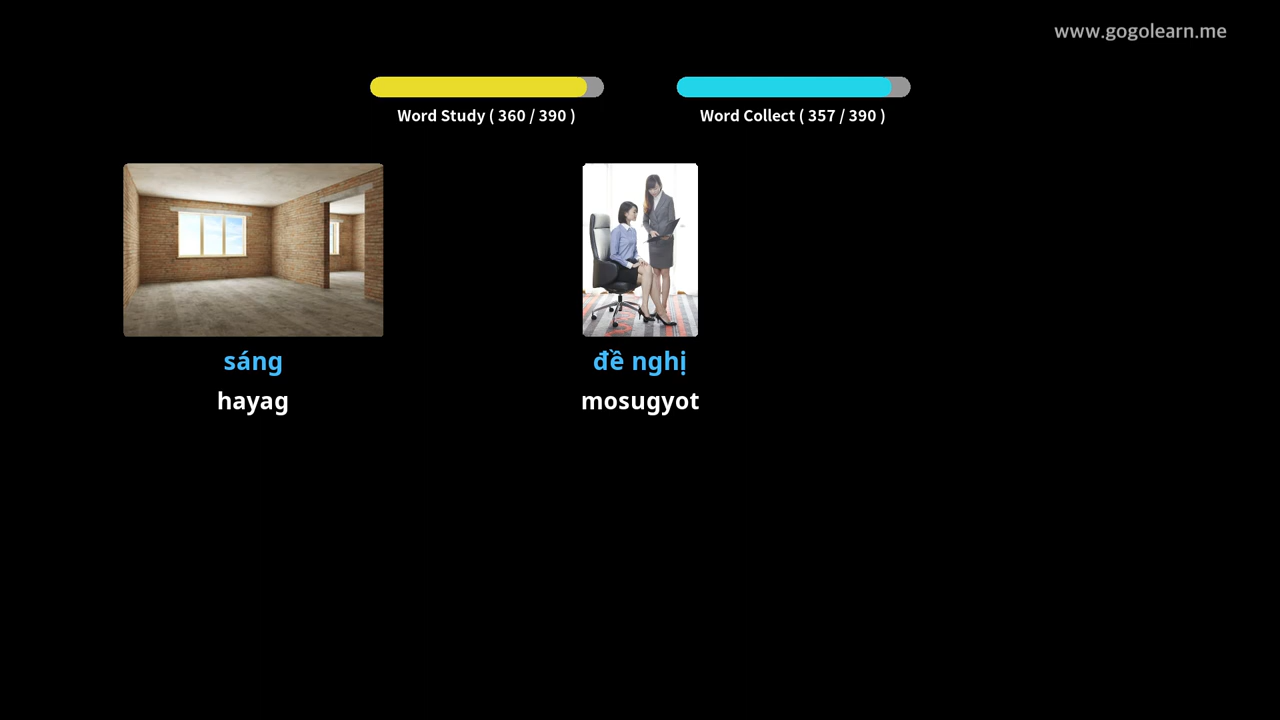 www.gogolearn.me
Word Study ( 360 / 390 )
Word Collect ( 357 / 390 )
sáng
hayag
đề nghị
mosugyot